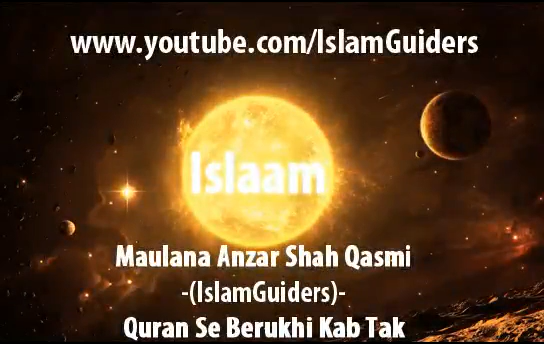 www.youtube.com/IslamGuiders
Islaam
Maulana Anzar Shah Qasmi
-(IslamGuiders)-
Quran Se Berukhi Kab Tak